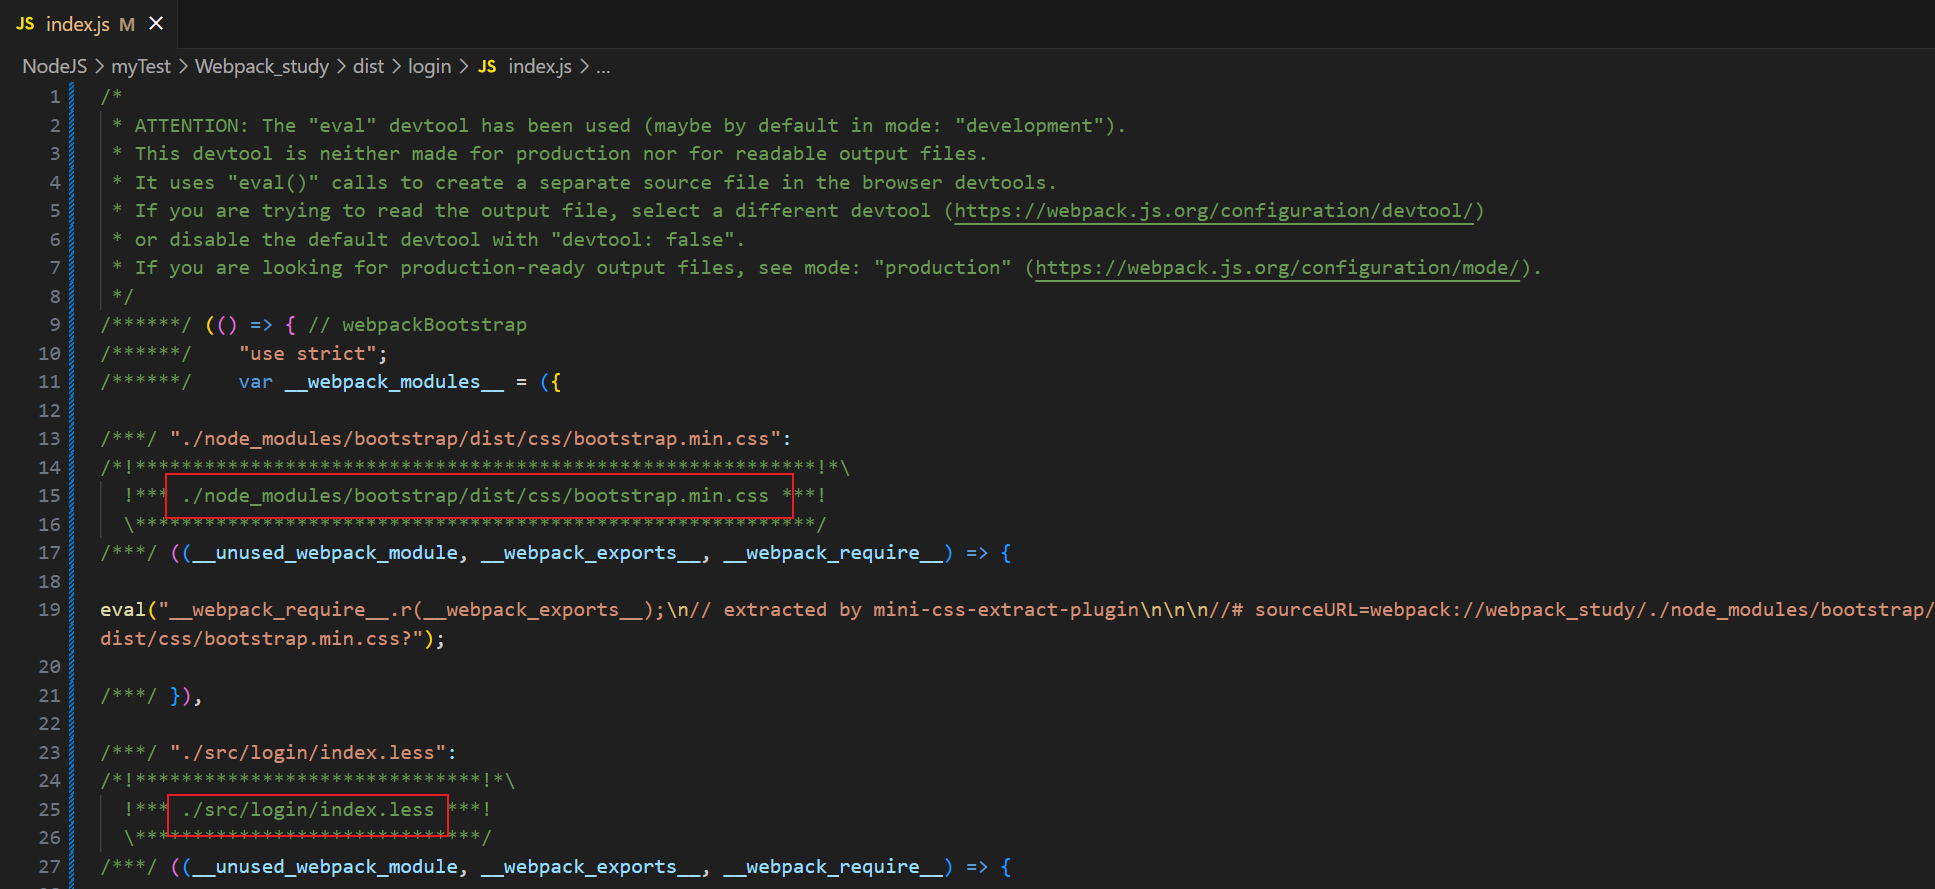 JS index.js M ×
NodeJS > myTest > Webpack_study > dist > login > JS index.js > ...
1 /*
2 * ATTENTION: The "eval" devtool has been used (maybe by default in mode: "development").
3 * This devtool is neither made for production nor for readable output files.
4 * It uses "eval()" calls to create a separate source file in the browser devtools.
5 * If you are trying to read the output file, select a different devtool (https://webpack.js.org/configuration/devtool/)
6 * or disable the default devtool with "devtool: false".
7 * If you are looking for production-ready output files, see mode: "production" (https://webpack.js.org/configuration/mode/).
8 */
9 /******/ (() => { // webpackBootstrap
10 /******/ "use strict";
11 /******/ var __webpack_modules__ = ({
12
13 /***/ "./node_modules/bootstrap/dist/css/bootstrap.min.css":
14 /*!***********************************************************!*\
15 !*** ./node_modules/bootstrap/dist/css/bootstrap.min.css ***!
16 \***********************************************************/
17 /***/ ((__unused_webpack_module, __webpack_exports__, __webpack_require__) => {
18
19 eval("__webpack_require__.r(__webpack_exports__);\n// extracted by mini-css-extract-plugin\n\n\n//# sourceURL=webpack://webpack_study/./node_modules/bootstrap/
dist/css/bootstrap.min.css?");
20
21 /***/ }),
22
23 /***/ "./src/login/index.less":
24 /*!******************************!*\
25 !*** ./src/login/index.less ***!
26 \******************************/
27 /***/ ((__unused_webpack_module, __webpack_exports__, __webpack_require__) => {